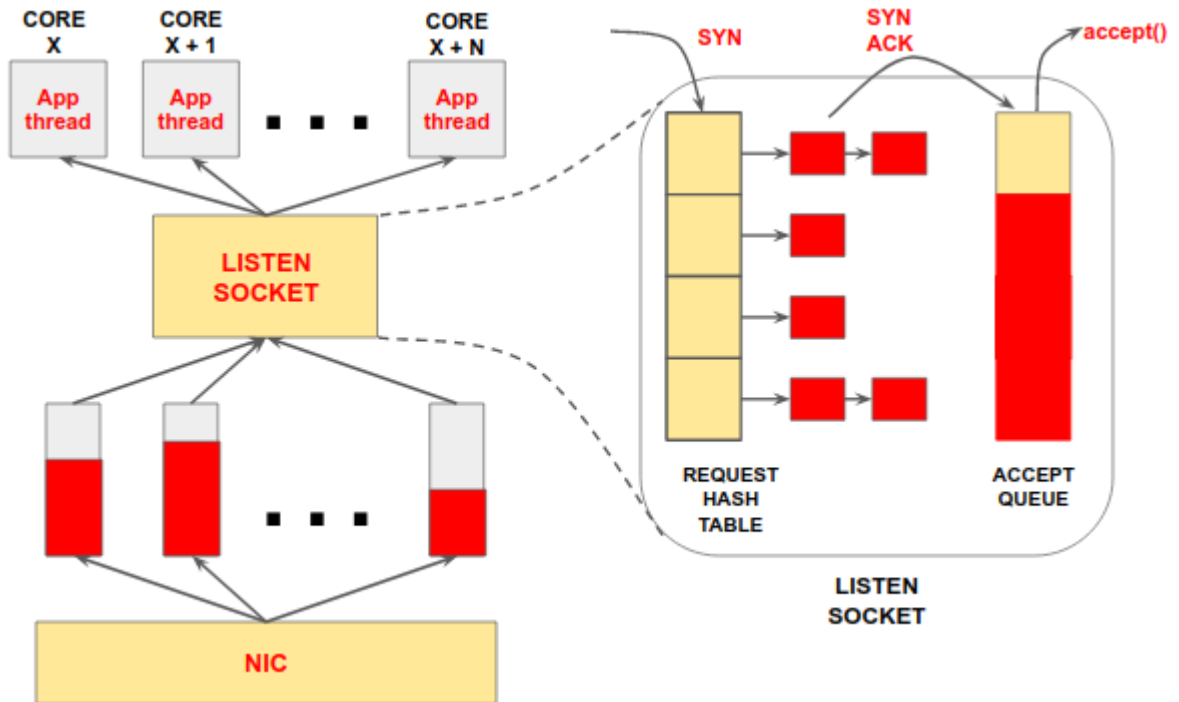 CORE
X
CORE
X + 1
CORE
X + N
App
thread
App
thread
App
thread
LISTEN
SOCKET
NIC
SYN
SYN
ACK
accept()
REQUEST
HASH
TABLE
ACCEPT
QUEUE
LISTEN
SOCKET